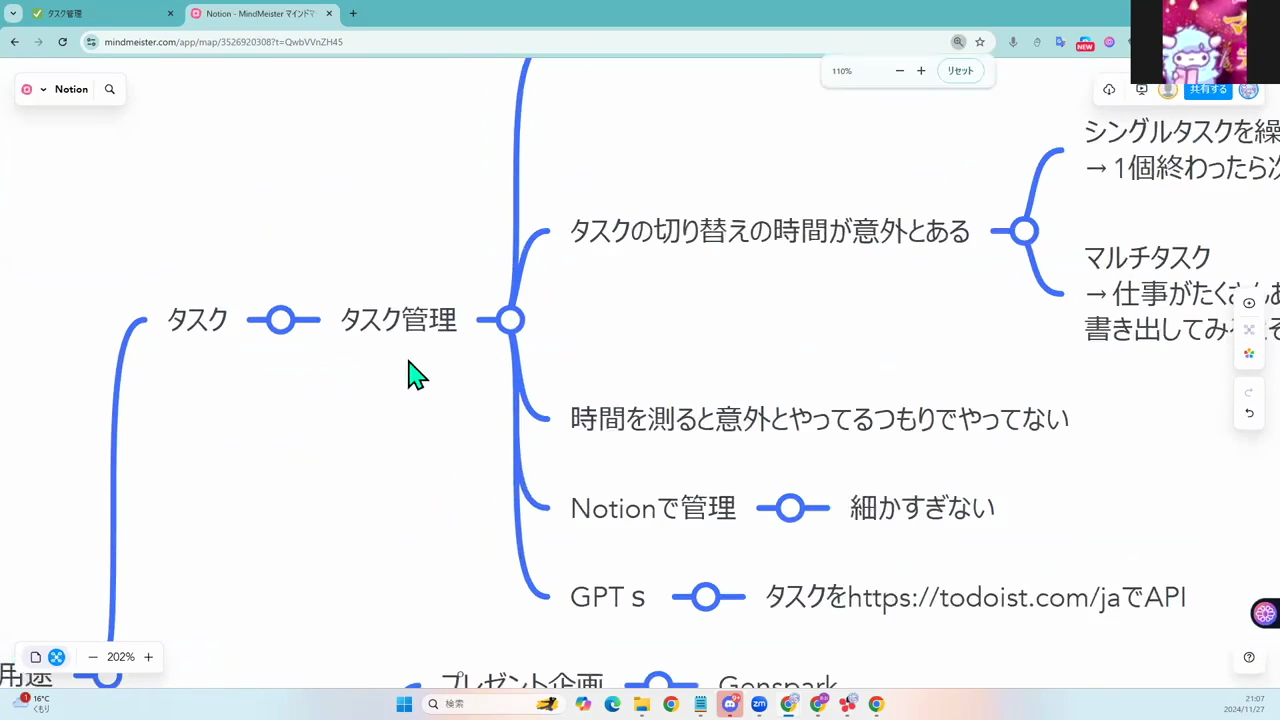 タスク管理
Notion - MindMeister マインドマ
mindmeister.com/app/map/3526920308?t=QwbVVnZH45
NEW
110%
リセット
Notion
共有する
シングルタスクを繰
→ 1個終わったら次
タスクの切り替えの時間が意外とある
マルチタスク
→ 仕事がたくさんあ
書き出してみ
タスク
タスク管理
時間を測ると意外とやってるつもりでやってない
Notionで管理
細かすぎない
GPT s
タスクをhttps://todoist.com/jaでAPI
202%
用途
プレゼント企画
Genspark
1
16°C
くもり
検索
21:07
2024/11/27